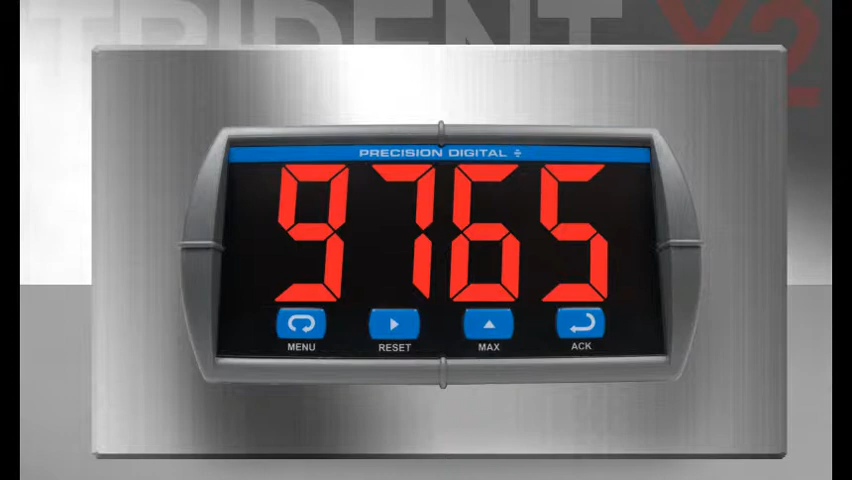 TRIDENT X2
PRECISION DIGITAL
9765
MENU RESET MAX ACK